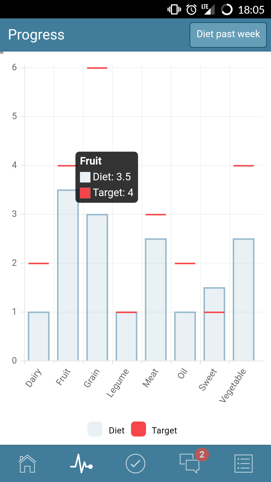 LTE 18:05
Progress
Diet past week
6
5
4
3
2
1
0
Fruit
Diet: 3.5
Target: 4
Dairy
Fruit
Grain
Legume
Meat
Oil
Sweet
Vegetable
Diet
Target
2